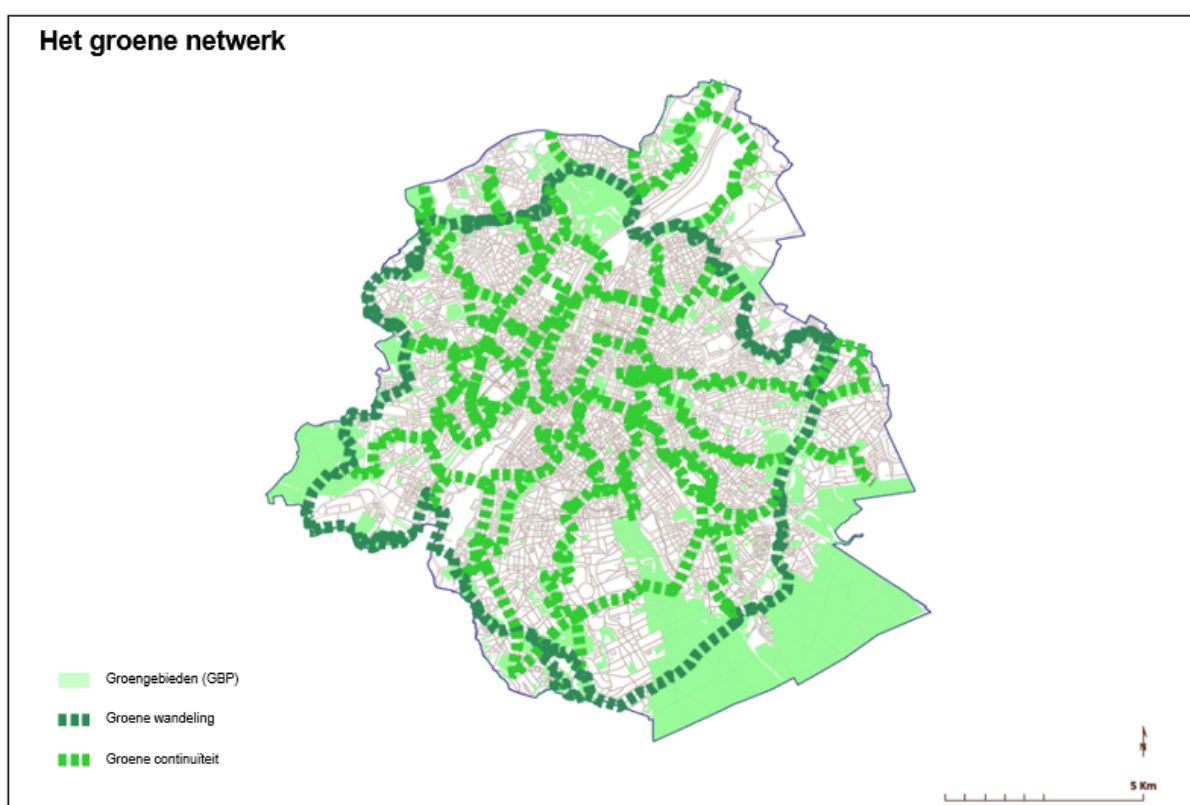 Het groene netwerk
Groengebieden (GBP)
Groene wandeling
Groene continuïteit
N
5 Km